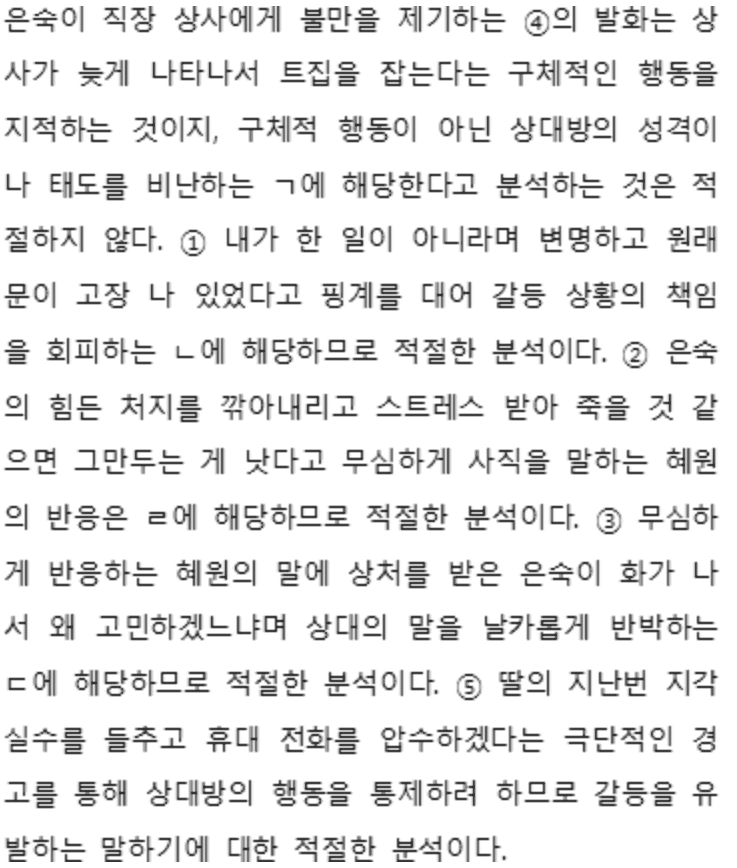 은숙이 직장 상사에게 불만을 제기하는 ④의 발화는 상
사가 늦게 나타나서 트집을 잡는다는 구체적인 행동을
지적하는 것이지, 구체적 행동이 아닌 상대방의 성격이
나 태도를 비난하는 ㄱ에 해당한다고 분석하는 것은 적
절하지 않다. ① 내가 한 일이 아니라며 변명하고 원래
문이 고장 나 있었다고 핑계를 대어 갈등 상황의 책임
을 회피하는 ㄴ에 해당하므로 적절한 분석이다. ② 은숙
의 힘든 처지를 깎아내리고 스트레스 받아 죽을 것 같
으면 그만두는 게 낫다고 무심하게 사직을 말하는 혜원
의 반응은 ㄹ에 해당하므로 적절한 분석이다. ③ 무심하
게 반응하는 혜원의 말에 상처를 받은 은숙이 화가 나
서 왜 고민하겠느냐며 상대의 말을 날카롭게 반박하는
ㄷ에 해당하므로 적절한 분석이다. ⑤ 딸의 지난번 지각
실수를 들추고 휴대 전화를 압수하겠다는 극단적인 경
고를 통해 상대방의 행동을 통제하려 하므로 갈등을 유
발하는 말하기에 대한 적절한 분석이다.